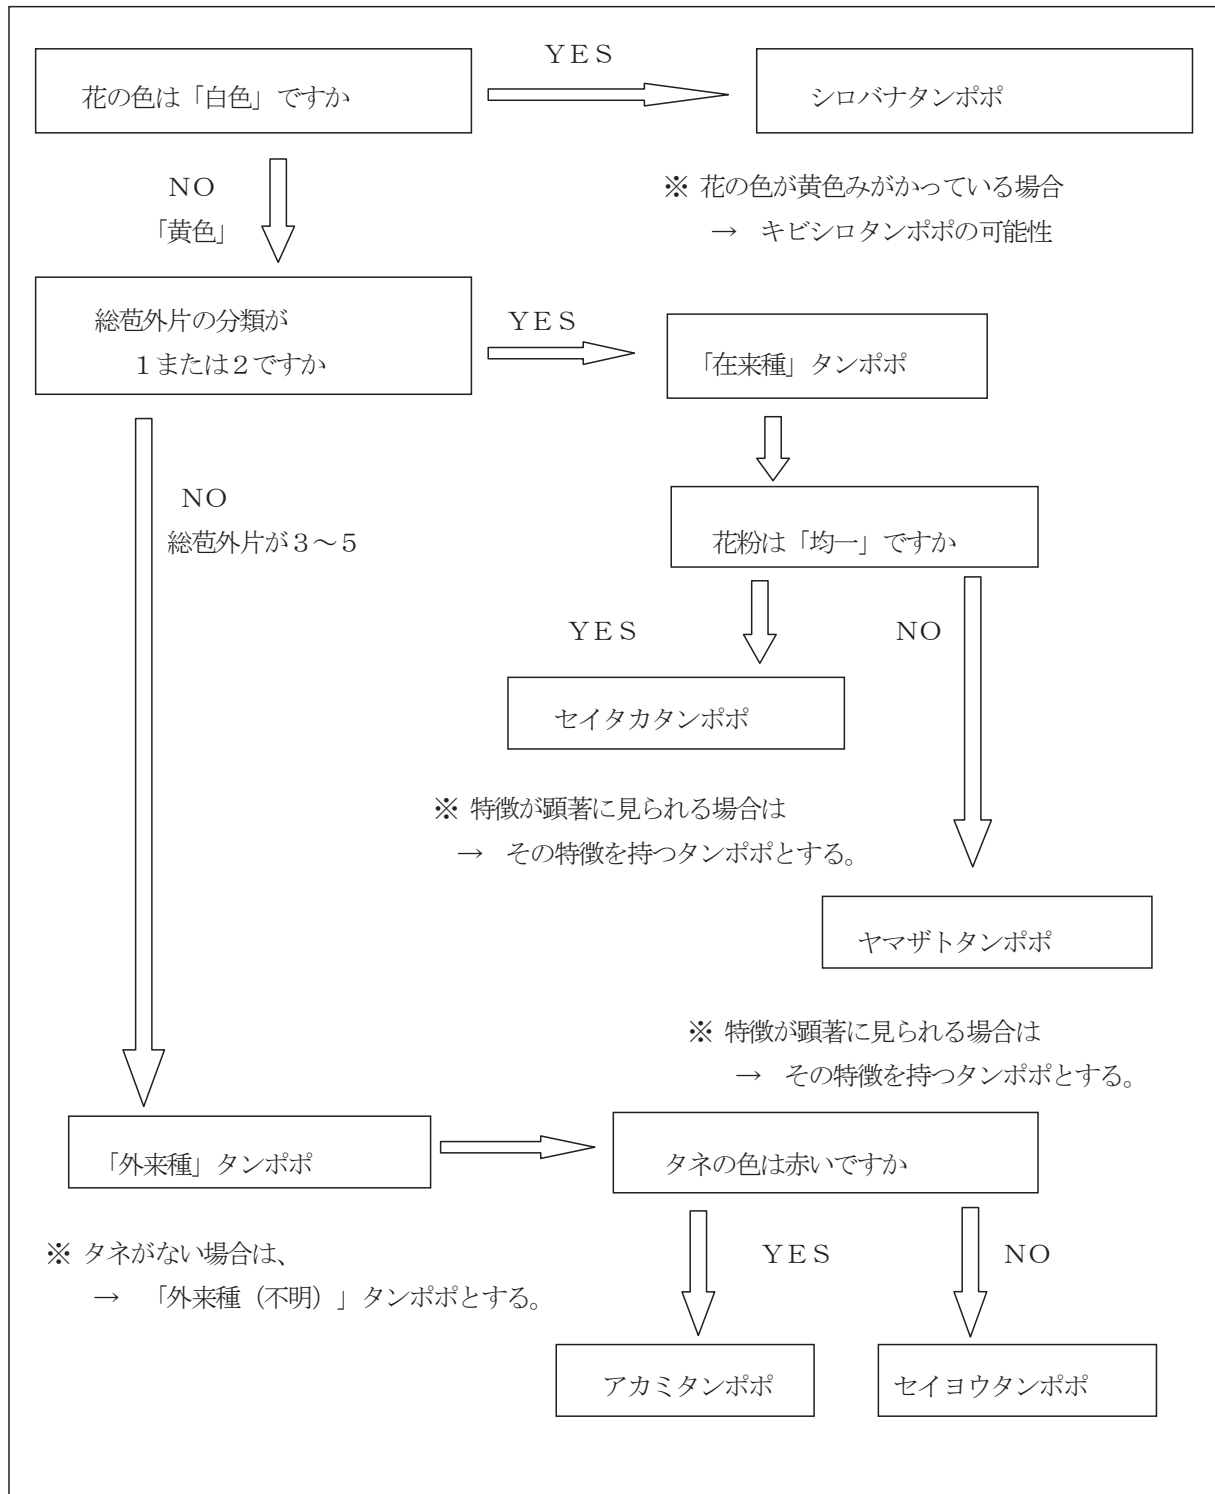 花の色は「白色」ですか
ＹＥＳ
シロバナタンポポ
ＮＯ
「黄色」
※ 花の色が黄色みがかっている場合
→ キビシロタンポポの可能性
総苞外片の分類が
１または２ですか
ＹＥＳ
「在来種」タンポポ
ＮＯ
総苞外片が３～５
花粉は「均一」ですか
ＹＥＳ
ＮＯ
セイタカタンポポ
※ 特徴が顕著に見られる場合は
→ その特徴を持つタンポポとする。
ヤマザトタンポポ
※ 特徴が顕著に見られる場合は
→ その特徴を持つタンポポとする。
「外来種」タンポポ
タネの色は赤いですか
※ タネがない場合は、
→ 「外来種（不明）」タンポポとする。
ＹＥＳ
ＮＯ
アカミタンポポ
セイヨウタンポポ